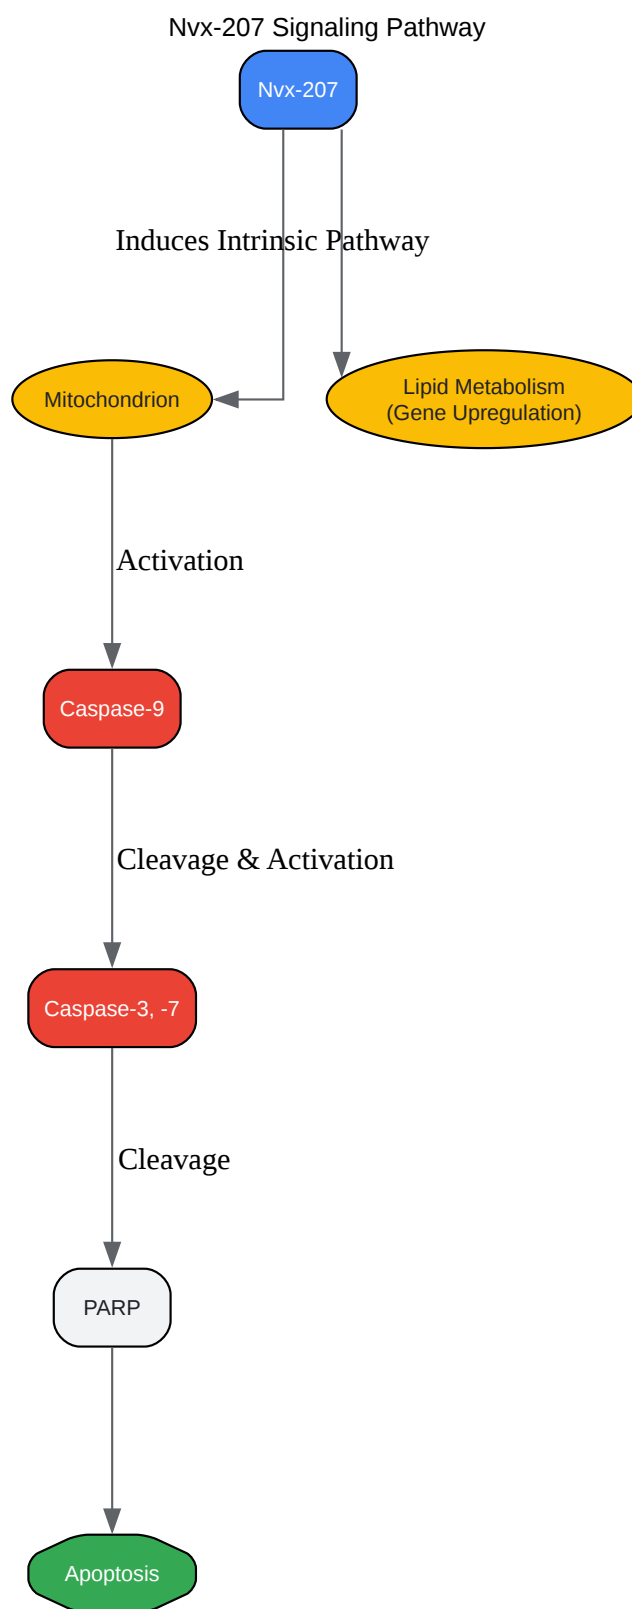 Nvx-207 Signaling Pathway
Nvx-207
Induces Intrinsic Pathway
Mitochondrion
Lipid Metabolism
(Gene Upregulation)
Activation
Caspase-9
Cleavage & Activation
Caspase-3, -7
Cleavage
PARP
Apoptosis